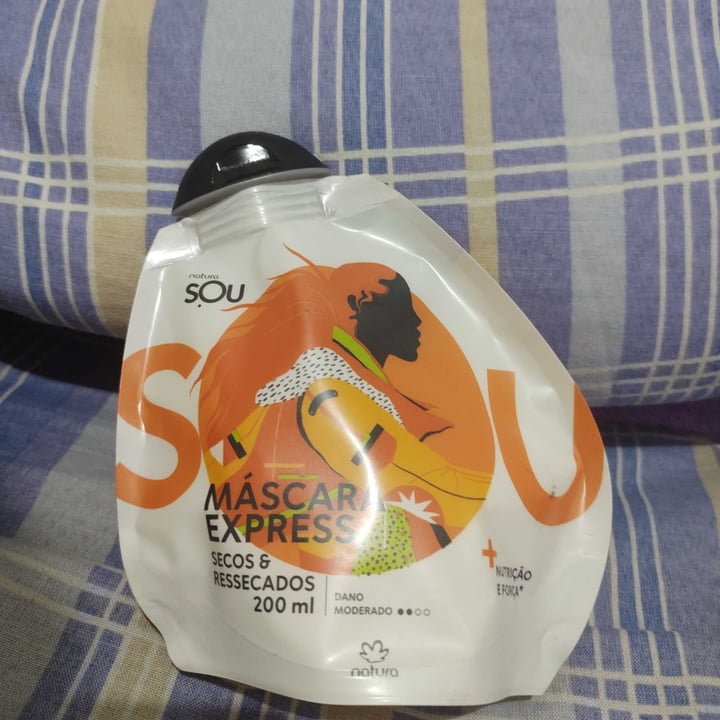 natura
SOU
SOU
MÁSCARA
EXPRESS
SECOS &
RESSECADOS
200 ml
DANO
MODERADO
+
NUTRIÇÃO
E FORÇA*
natura